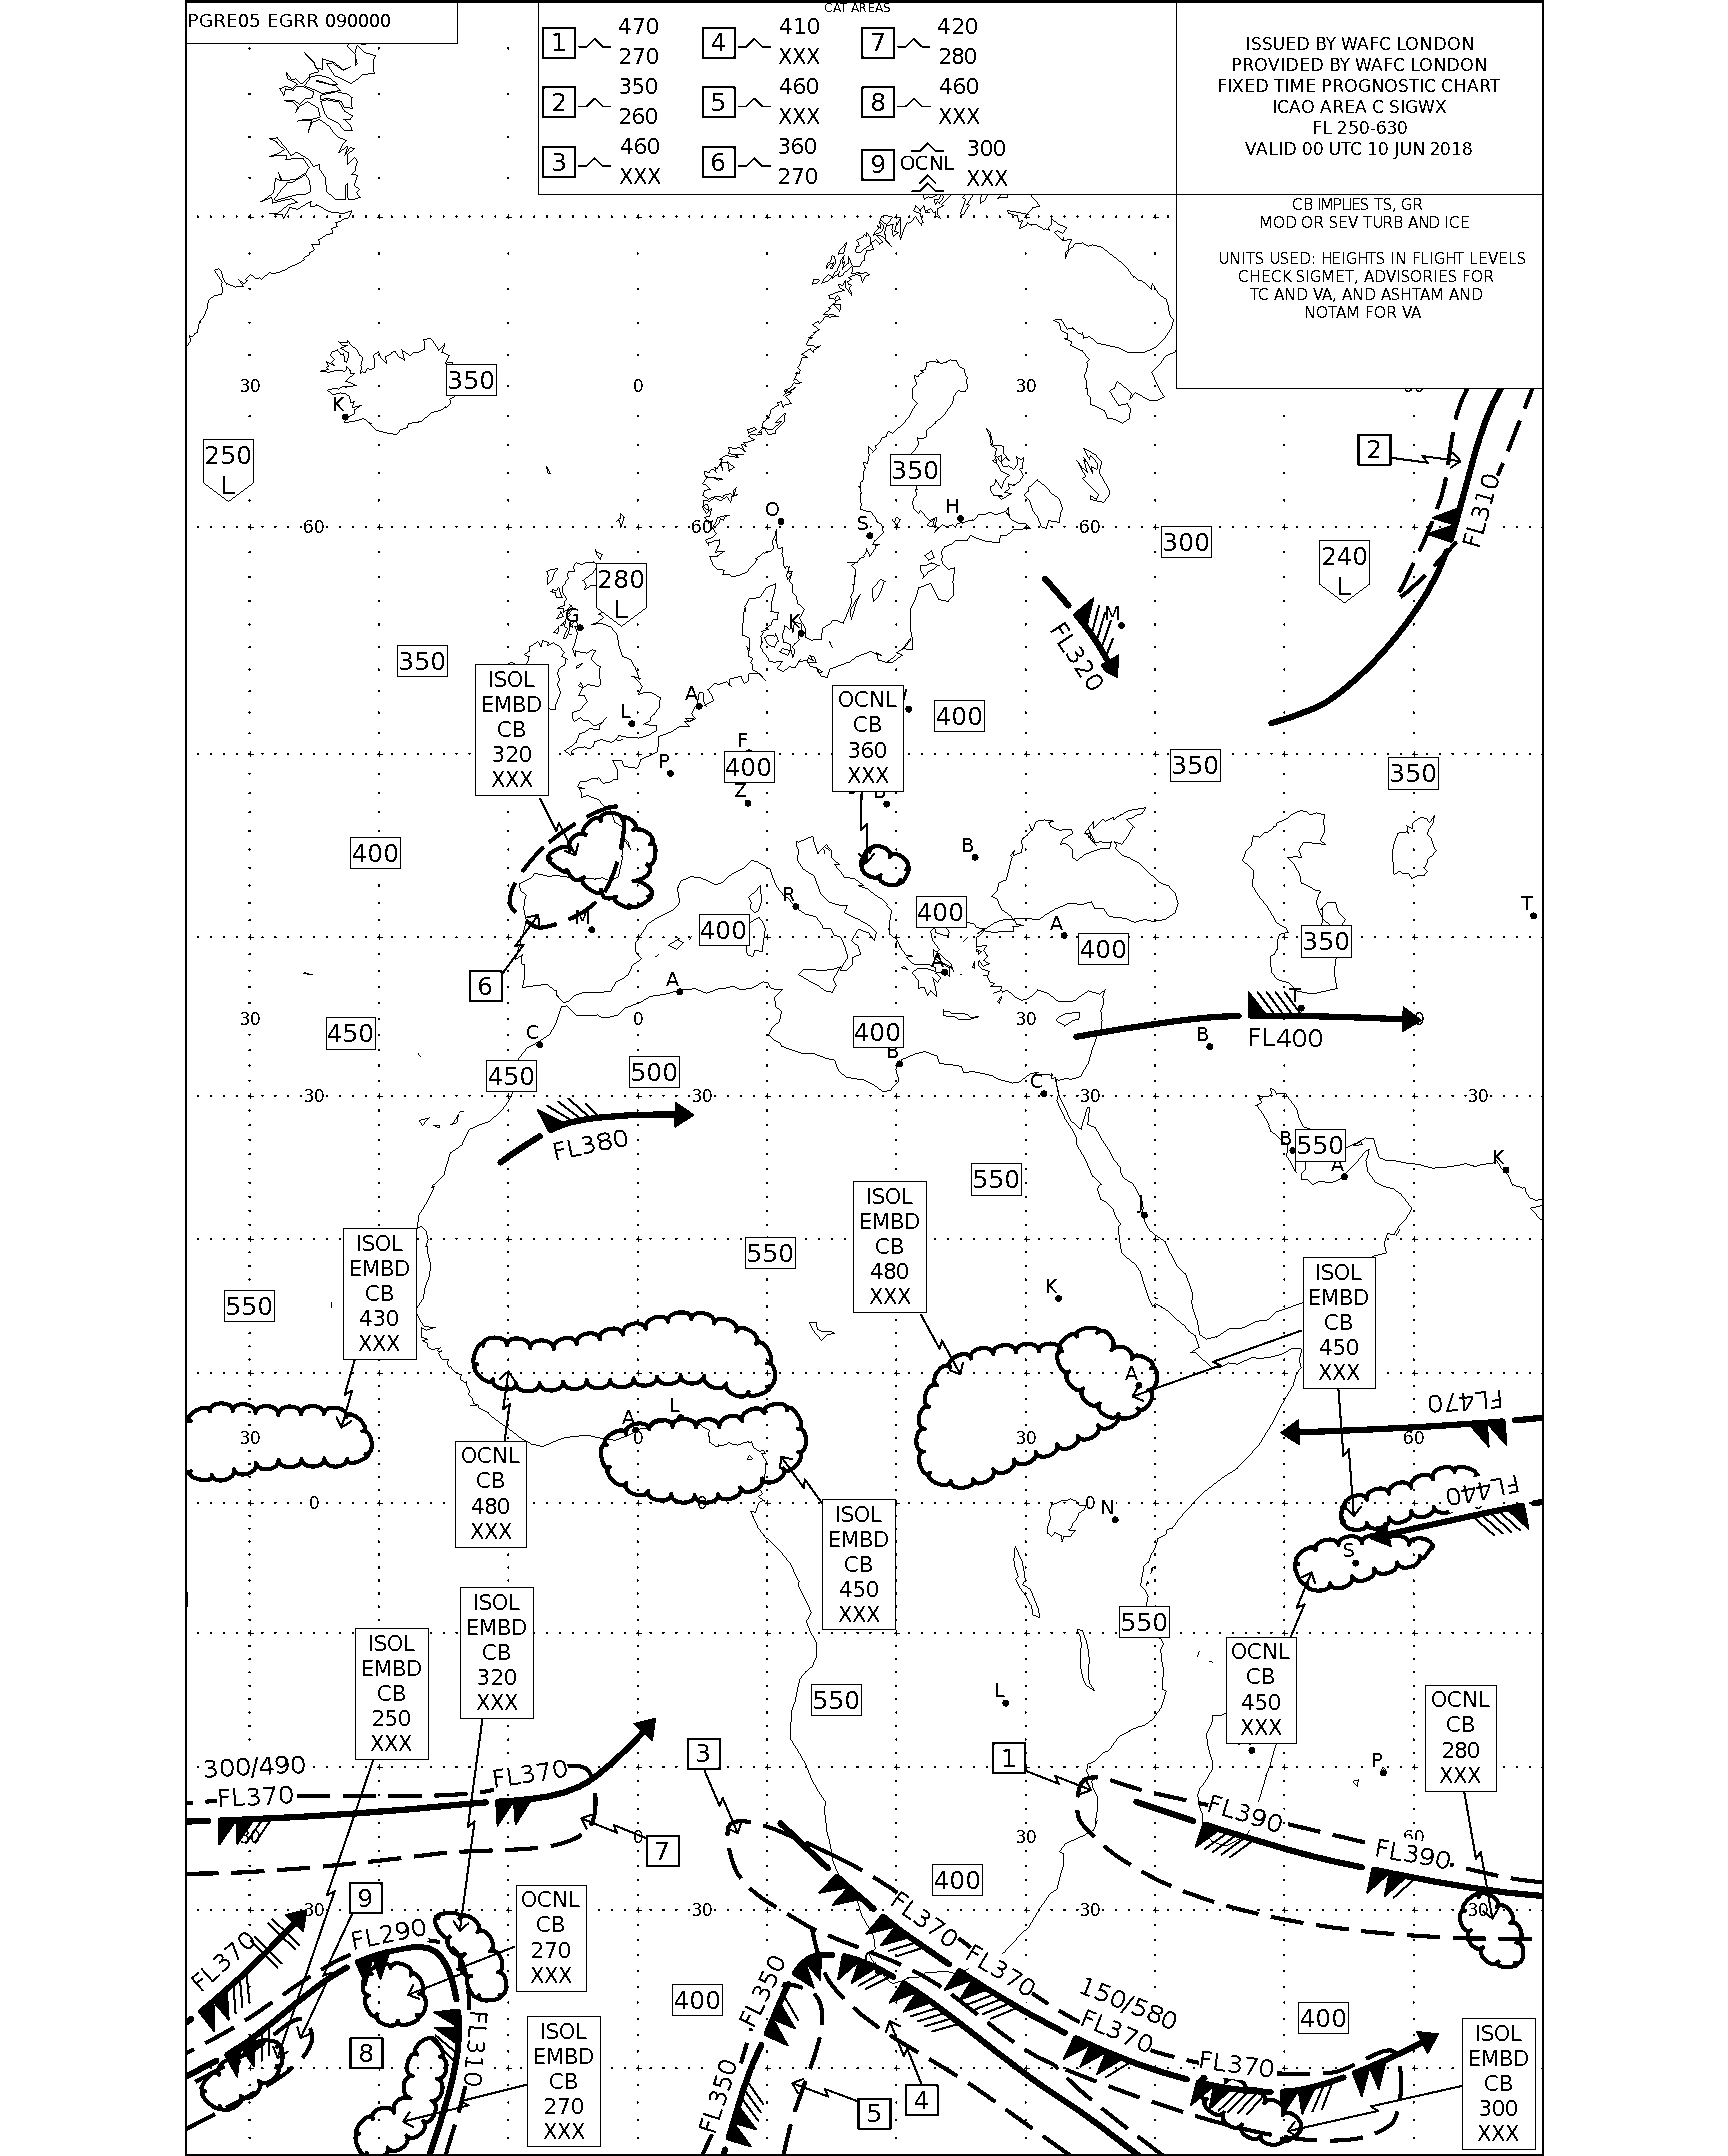 PGRE05 EGRR 090000
CAT AREAS
1 470 270
4 410 XXX
7 420 280
2 350 260
5 460 XXX
8 460 XXX
3 460 XXX
6 360 270
9 OCNL 300 XXX
ISSUED BY WAFC LONDON
PROVIDED BY WAFC LONDON
FIXED TIME PROGNOSTIC CHART
ICAO AREA C SIGWX
FL 250-630
VALID 00 UTC 10 JUN 2018
CB IMPLIES TS, GR
MOD OR SEV TURB AND ICE
UNITS USED: HEIGHTS IN FLIGHT LEVELS
CHECK SIGMET, ADVISORIES FOR
TC AND VA, AND ASHTAM AND
NOTAM FOR VA
30
350
0
30
K
2
250
L
350
FL310
60
60
O
S
H
60
300
240
L
280
L
G
K
M
FL320
350
ISOL
EMBD
CB
320
XXX
A
L
OCNL
CB
360
XXX
400
F
P
400
Z
350
350
400
B
R
M
400
400
A
400
T
350
A
6
A
T
30
450
0
C
400
B
30
B
FL400
450
500
30
30
C
30
30
FL380
B
550
A
K
550
J
ISOL
EMBD
CB
480
XXX
ISOL
EMBD
CB
430
XXX
550
550
K
ISOL
EMBD
CB
450
XXX
A
FL470
L
A
30
0
30
60
OCNL
CB
480
XXX
FL440
0
0
0
N
ISOL
EMBD
CB
450
XXX
S
ISOL
EMBD
CB
320
XXX
550
ISOL
EMBD
CB
250
XXX
OCNL
CB
450
XXX
550
L
OCNL
CB
280
XXX
3
1
P
300/490
FL370
FL370
FL390
30
0
30
60
7
FL390
400
9
30
30
30
OCNL
CB
270
XXX
FL370
FL290
FL370
FL370
FL350
400
150/580
FL370
400
8
FL310
ISOL
EMBD
CB
270
XXX
FL370
ISOL
EMBD
CB
300
XXX
FL350
5
4